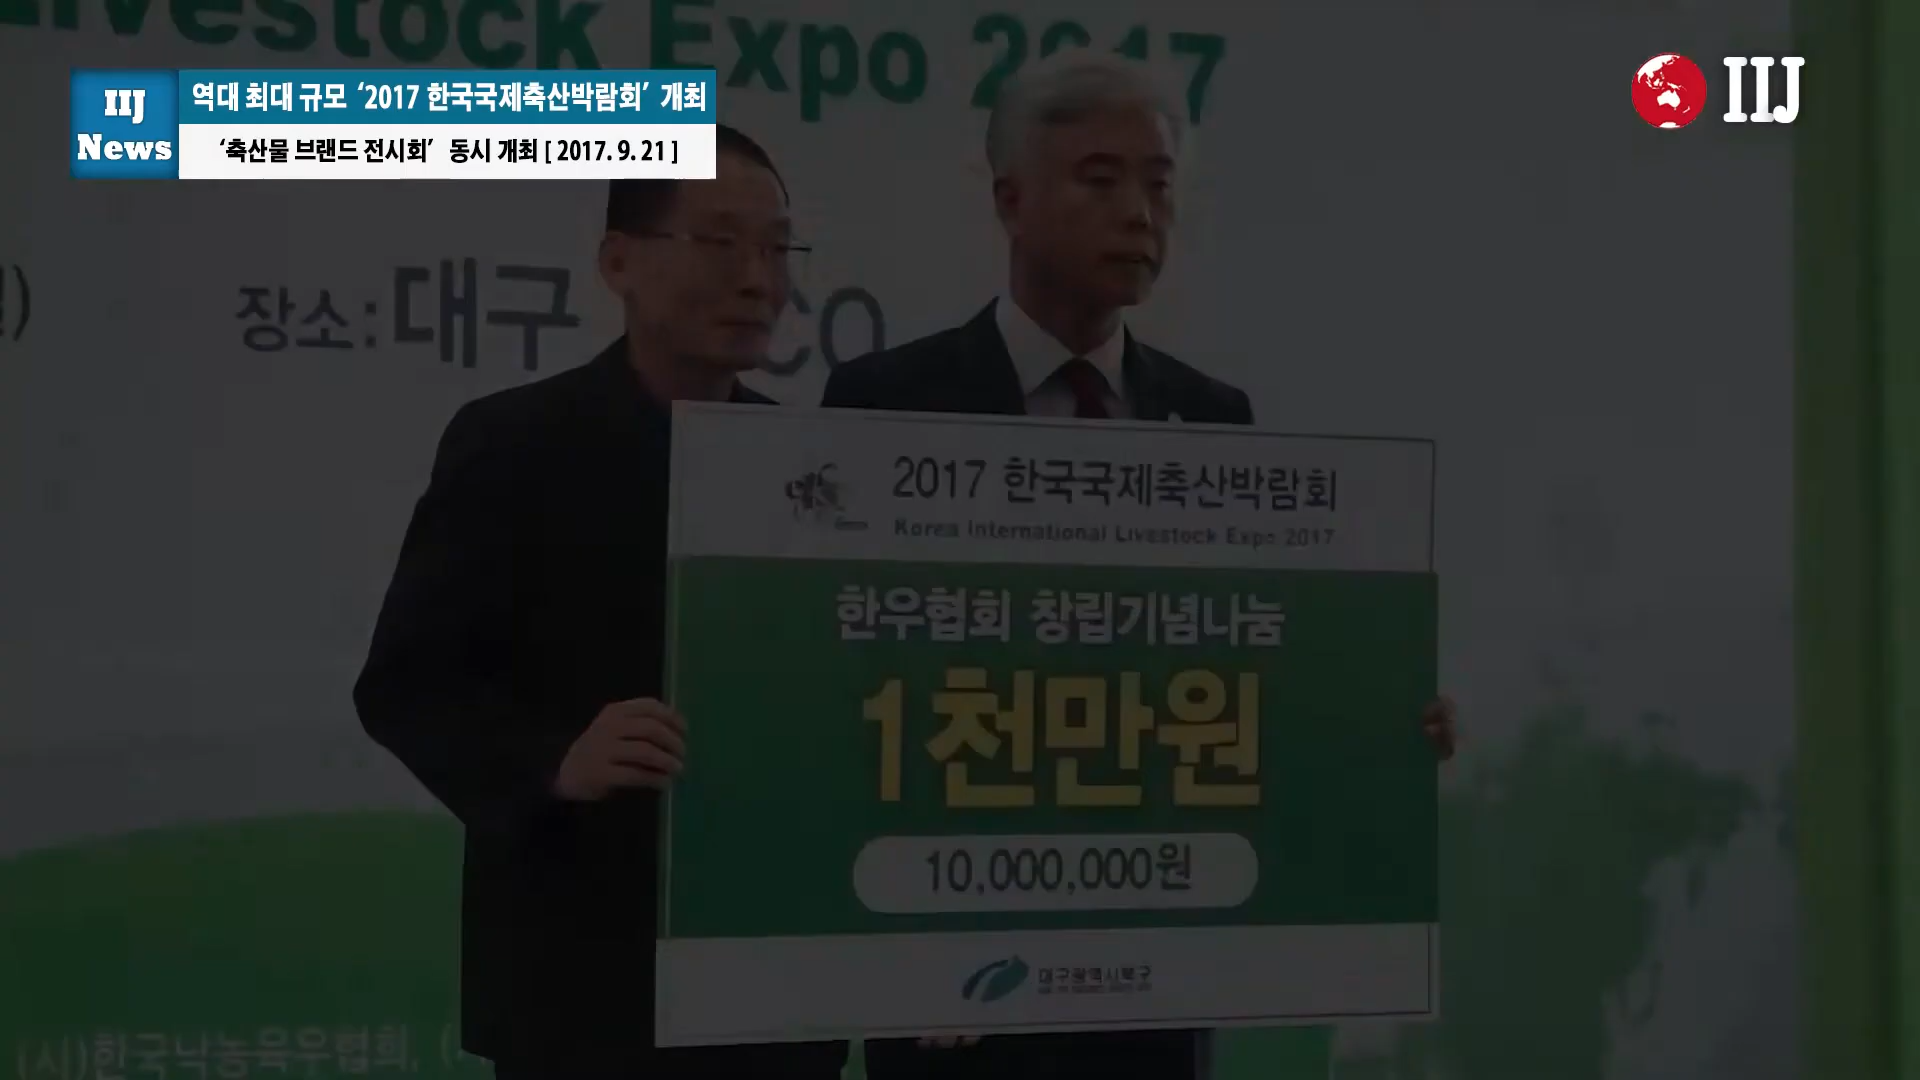 Livestock Expo 2017
IIJ
News
역대 최대 규모 ‘2017 한국국제축산박람회’ 개최
‘축산물 브랜드 전시회’ 동시 개최 [ 2017. 9. 21 ]
IIJ
장소: 대구
CO
2017 한국국제축산박람회
Korea International Livestock Expo 2017
한우협회 창립기념나눔
1천만원
10,000,000원
대구광역시북구
(사)한국낙농육우협회,